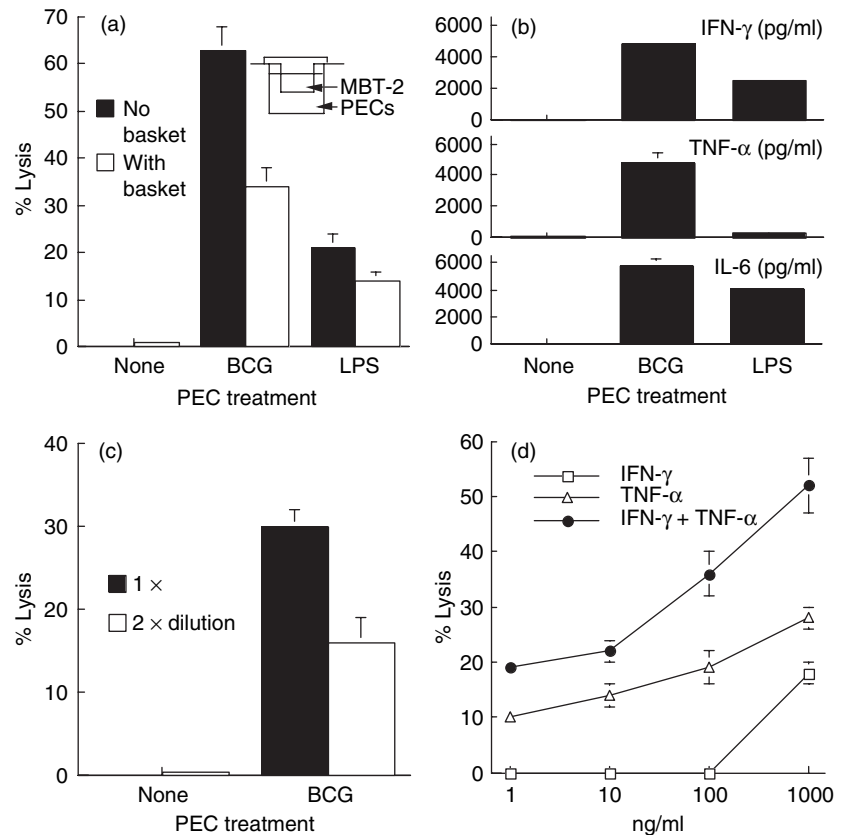 (a)
70
60
50
40
30
20
10
0
% Lysis
No
basket
With
basket
MBT-2
PECs
None
BCG
LPS
PEC treatment
(b)
6000
4000
2000
0
IFN-γ (pg/ml)
6000
4000
2000
0
TNF-α (pg/ml)
6000
4000
2000
0
IL-6 (pg/ml)
None
BCG
LPS
PEC treatment
(c)
40
30
20
10
0
% Lysis
1 ×
2 × dilution
None
BCG
PEC treatment
(d)
60
50
40
30
20
10
0
% Lysis
IFN-γ
TNF-α
IFN-γ + TNF-α
1
10
100
1000
ng/ml